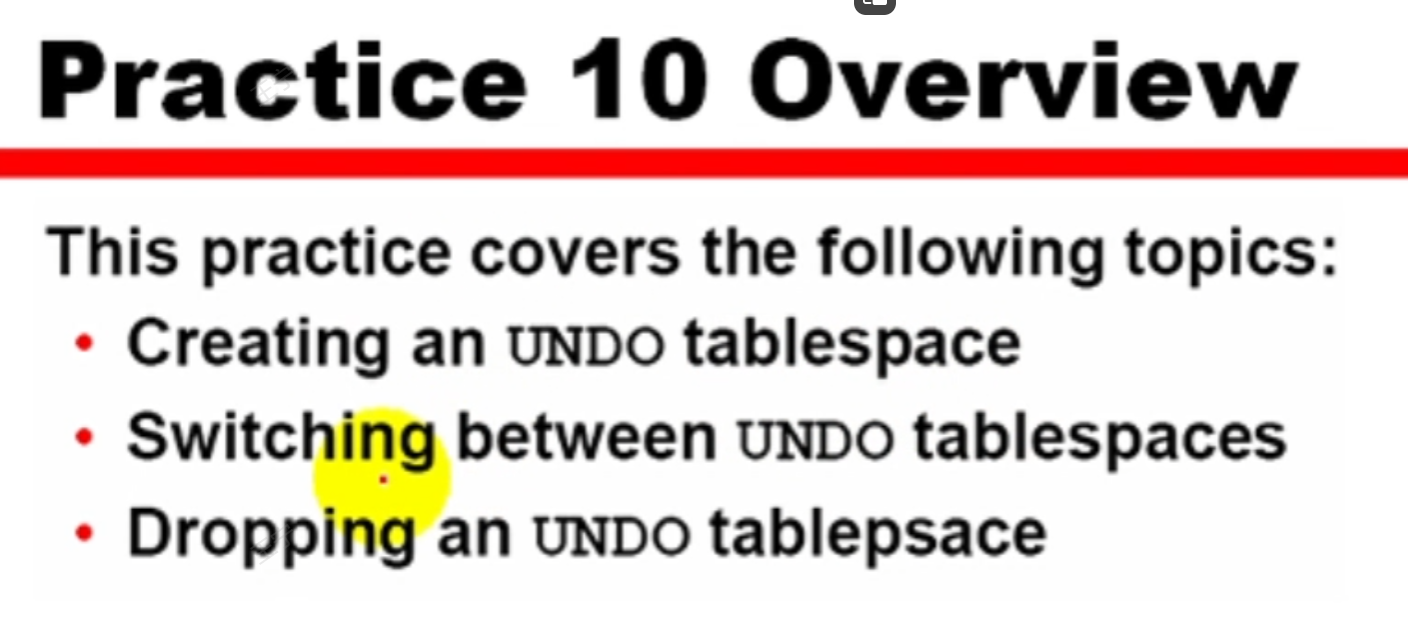 Practice 10 Overview
This practice covers the following topics:
• Creating an UNDO tablespace
• Switching between UNDO tablespaces
• Dropping an UNDO tablepsace